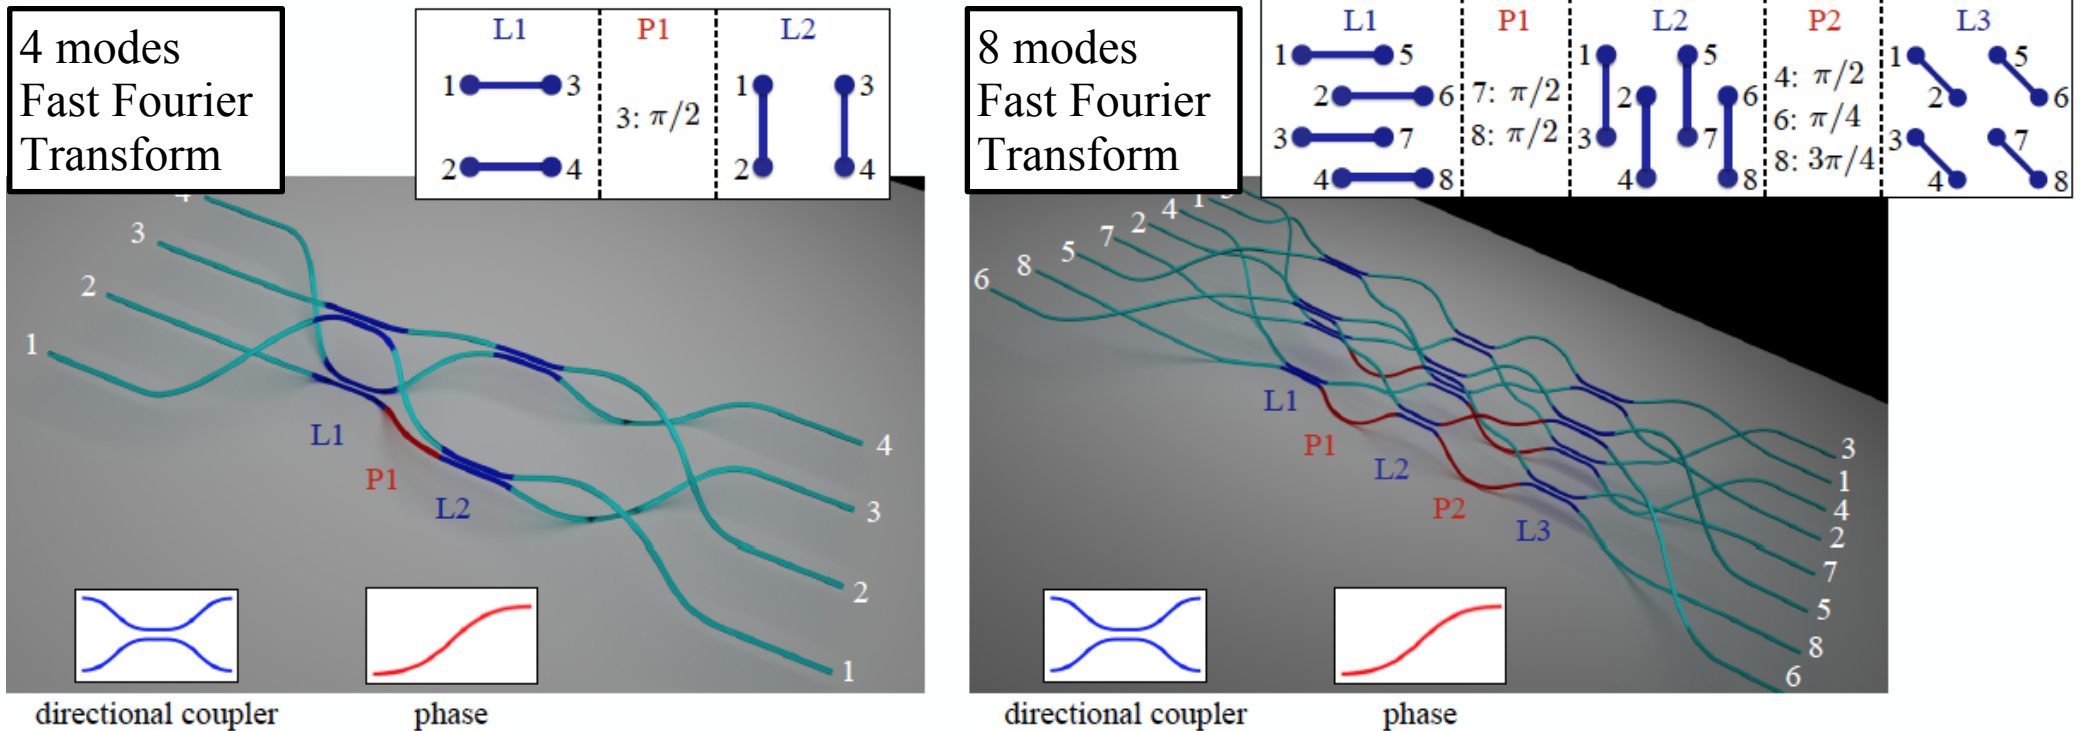 4 modes
Fast Fourier
Transform
L1 P1 L2
1 3 1 3
3: π/2
2 4 2 4
4
3
2
1
L1
P1
L2
4
3
2
1
directional coupler phase
8 modes
Fast Fourier
Transform
L1 P1 L2 P2 L3
1 5 1 5 1 5
4: π/2
2 6 7: π/2 2 6 2 6
6: π/4
3 7 8: π/2 3 7 3 7
8: 3π/4
4 8 4 8 4 8
6 8 5 7 2 4 1 3
L1
P1
L2
P2
L3
3
1
4
2
7
5
8
6
directional coupler phase